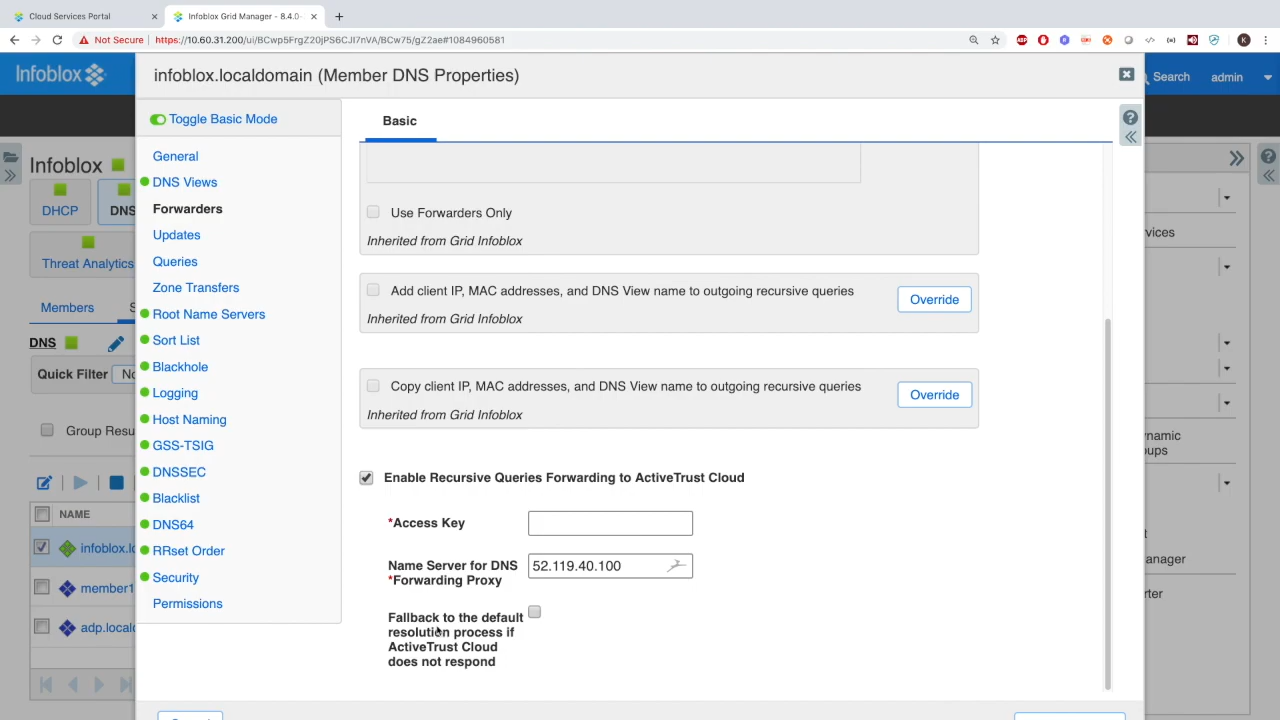 Cloud Services Portal
Infoblox Grid Manager - 8.4.0-
Not Secure
https://10.60.31.200/ui/BCwp5FrgZ20jPS6CJI7nVA/BCw75/gZ2ae#1084960581
ABP
K
Infoblox
infoblox.localdomain (Member DNS Properties)
Search
admin
Toggle Basic Mode
Basic
General
DNS Views
Forwarders
Updates
Queries
Zone Transfers
Root Name Servers
Sort List
Blackhole
Logging
Host Naming
GSS-TSIG
DNSSEC
Blacklist
DNS64
RRset Order
Security
Permissions
Infoblox
DHCP
DNS
Threat Analytics
Members
S
DNS
Quick Filter
No
Group Resu
NAME
infoblox.lo
member1
adp.locald
Use Forwarders Only
Inherited from Grid Infoblox
Add client IP, MAC addresses, and DNS View name to outgoing recursive queries
Override
Inherited from Grid Infoblox
Copy client IP, MAC addresses, and DNS View name to outgoing recursive queries
Override
Inherited from Grid Infoblox
Enable Recursive Queries Forwarding to ActiveTrust Cloud
*Access Key
Name Server for DNS
*Forwarding Proxy
52.119.40.100
Fallback to the default
resolution process if
ActiveTrust Cloud
does not respond
vices
ynamic
oups
t
anager
rter